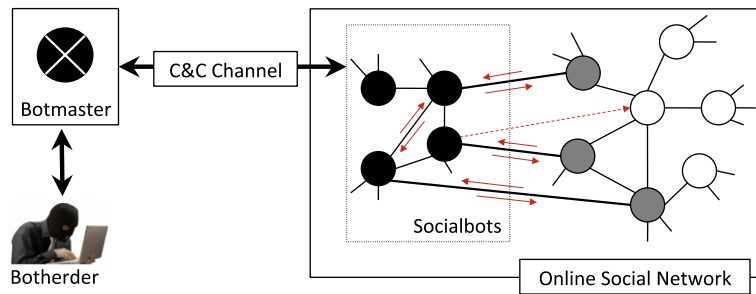 C&C Channel
Botmaster
Socialbots
Botherder
Online Social Network